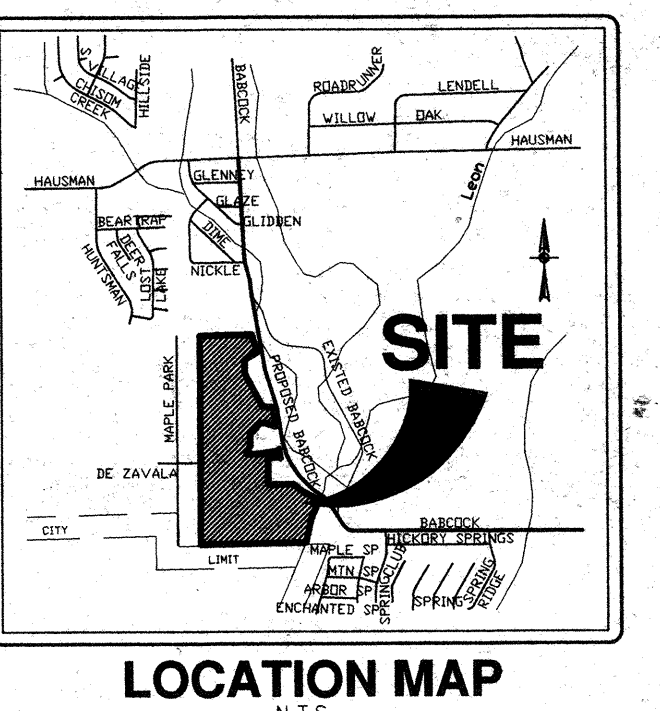 S VILLAGE
CHISOM
CREEK
HILLSIDE
BABCOCK
ROADRUNNER
LENDELL
WILLOW OAK
HAUSMAN
HAUSMAN
Leon
GLENNEY
GLAZE
GLIDDEN
DIME
NICKLE
BEARTRAP
DEER
FALLS
HUNTSMAN
LOST
LAKE
SITE
MAPLE PARK
PROPOSED BABCOCK
EXISTED BABCOCK
DE ZAVALA
CITY
LIMIT
BABCOCK
HICKORY SPRINGS
MAPLE SP
MTN SP
ARBOR SP
ENCHANTED SP
SPRINGCLUB
SPRING
SPRING
RIDGE
LOCATION MAP
N.T.S.